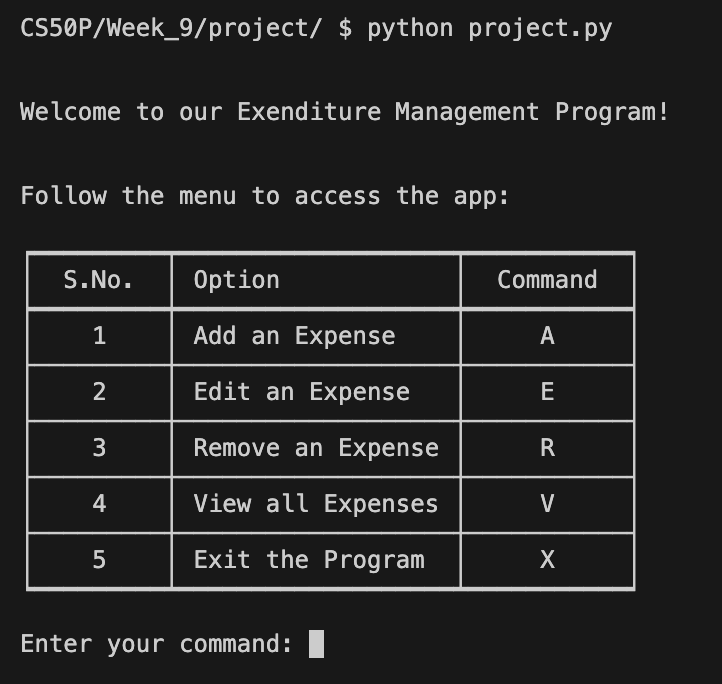 CS50P/Week_9/project/ $ python project.py
Welcome to our Exenditure Management Program!
Follow the menu to access the app:
S.No. Option Command
1 Add an Expense A
2 Edit an Expense E
3 Remove an Expense R
4 View all Expenses V
5 Exit the Program X
Enter your command: